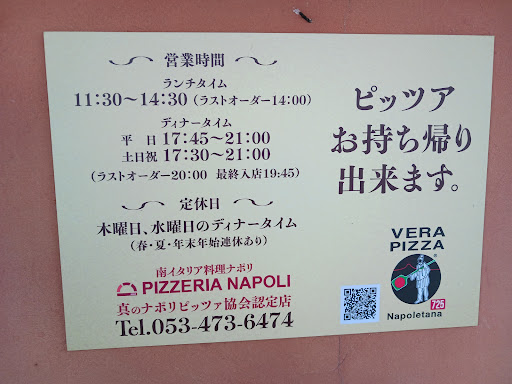 営業時間
ランチタイム
11:30～14:30 (ラストオーダー14:00)
ディナータイム
平 日 17:45～21:00
土日祝 17:30～21:00
(ラストオーダー20:00 最終入店19:45)
定休日
木曜日、水曜日のディナータイム
(春・夏・年末年始連休あり)
南イタリア料理ナポリ
PIZZERIA NAPOLI
真のナポリピッツァ協会認定店
Tel.053-473-6474
ピッツア
お持ち帰り
出来ます。
VERA
PIZZA
725
Napoletana